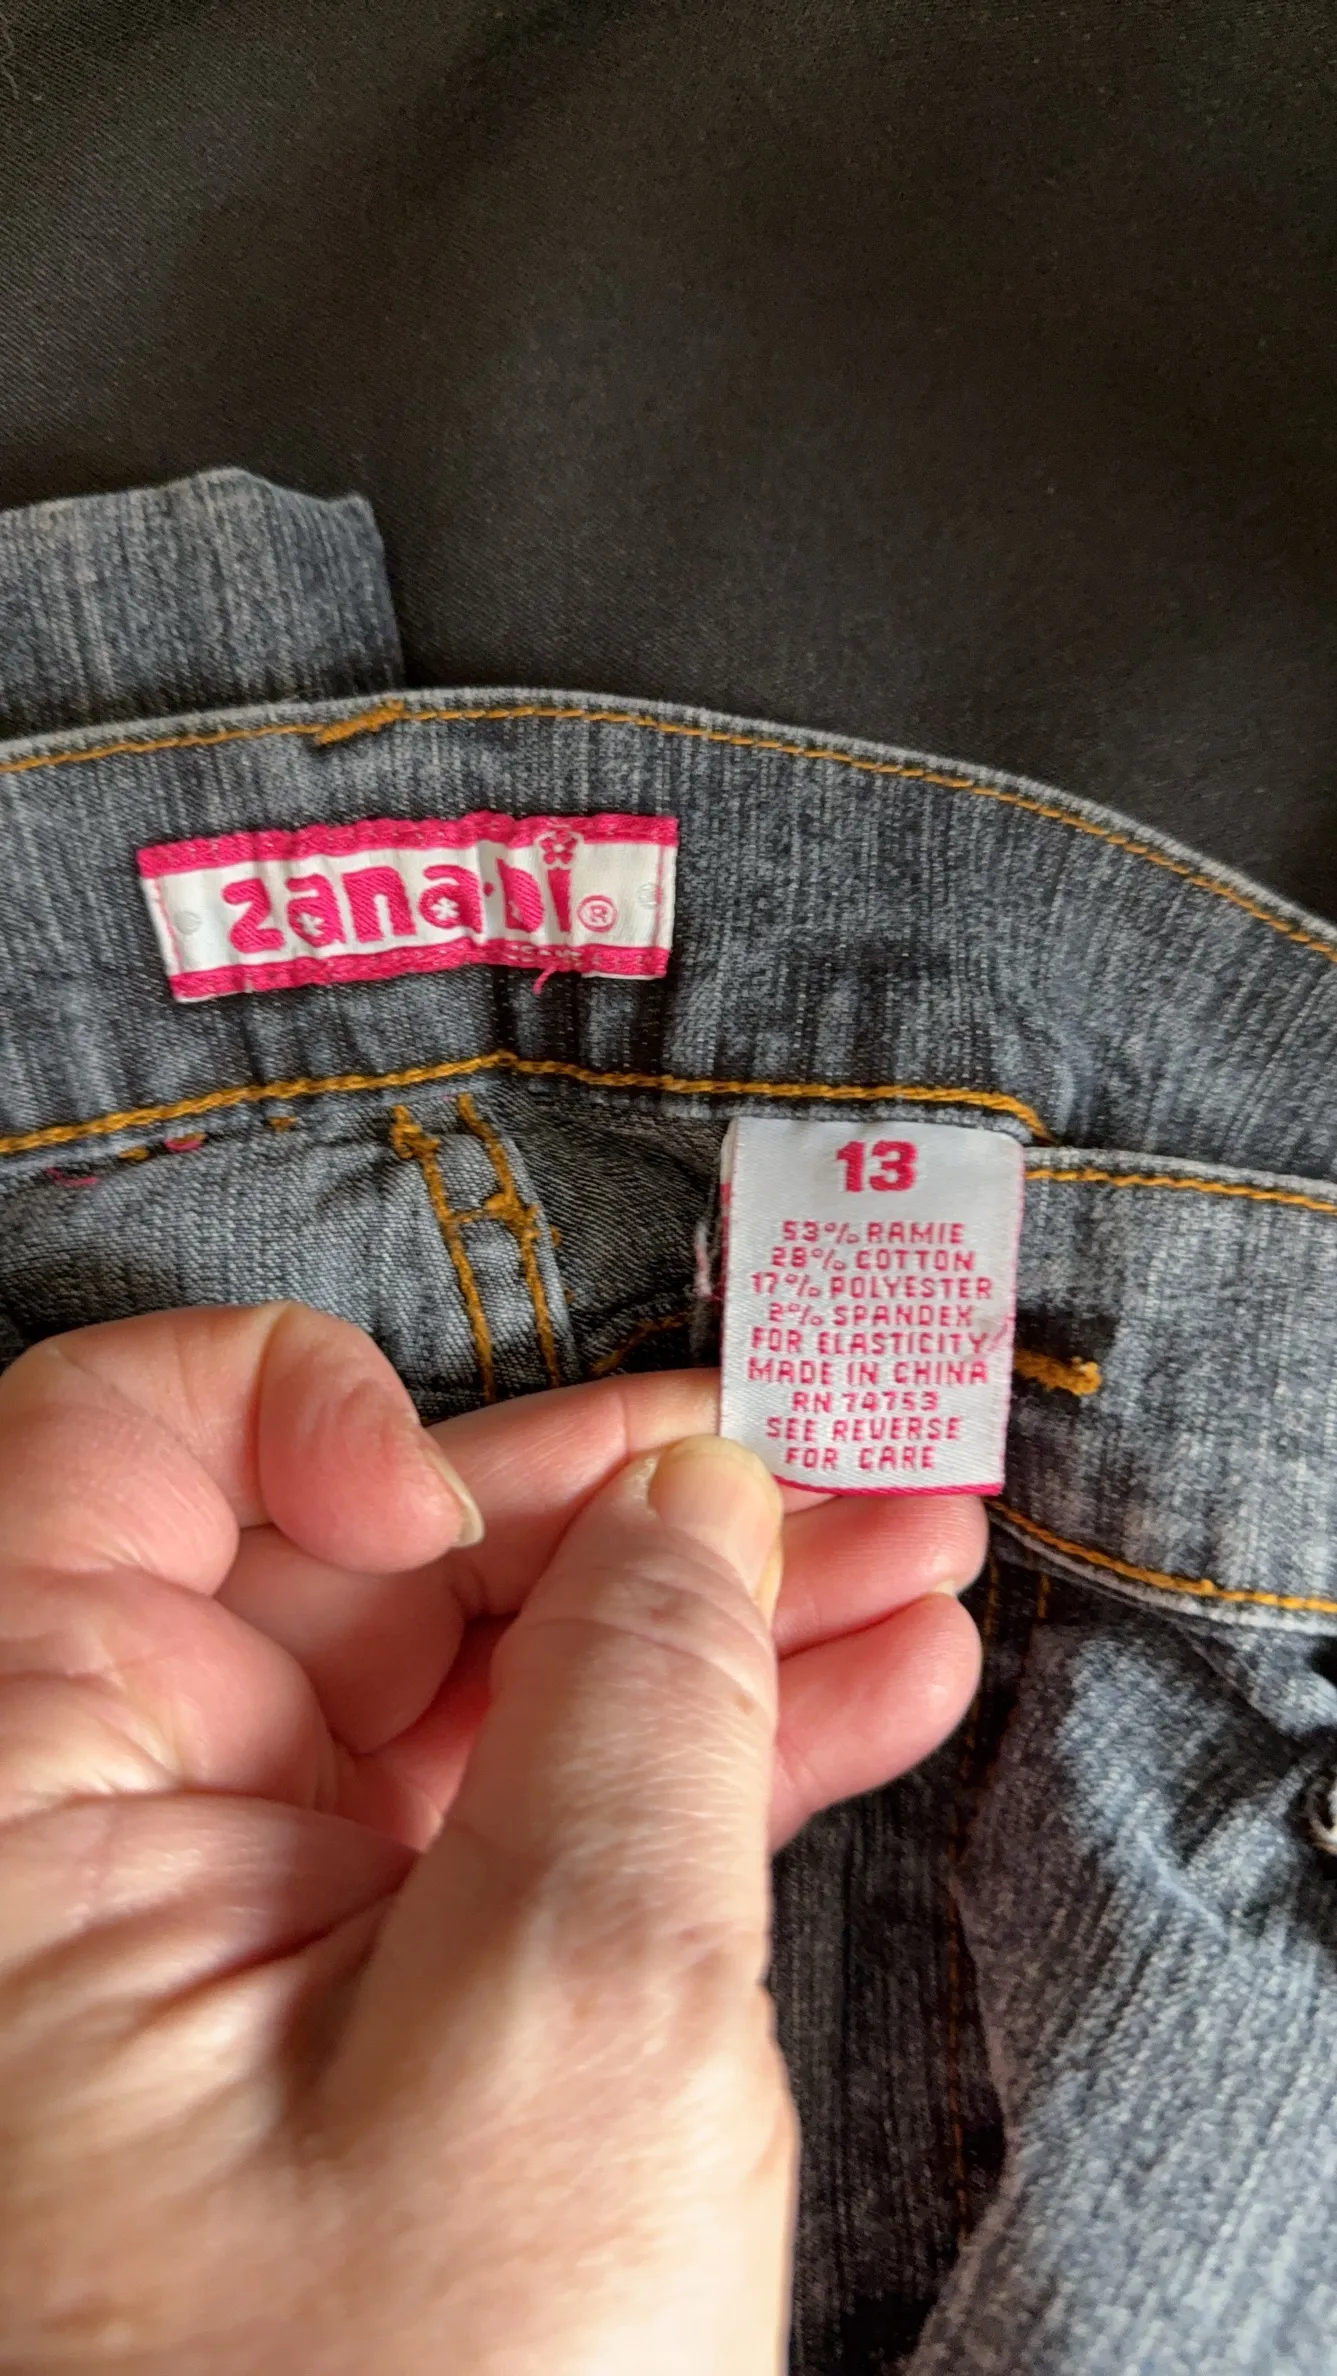 zana·di®
13
53% RAMIE
28% COTTON
17% POLYESTER
2% SPANDEX
FOR ELASTICITY
MADE IN CHINA
RN 74753
SEE REVERSE
FOR CARE